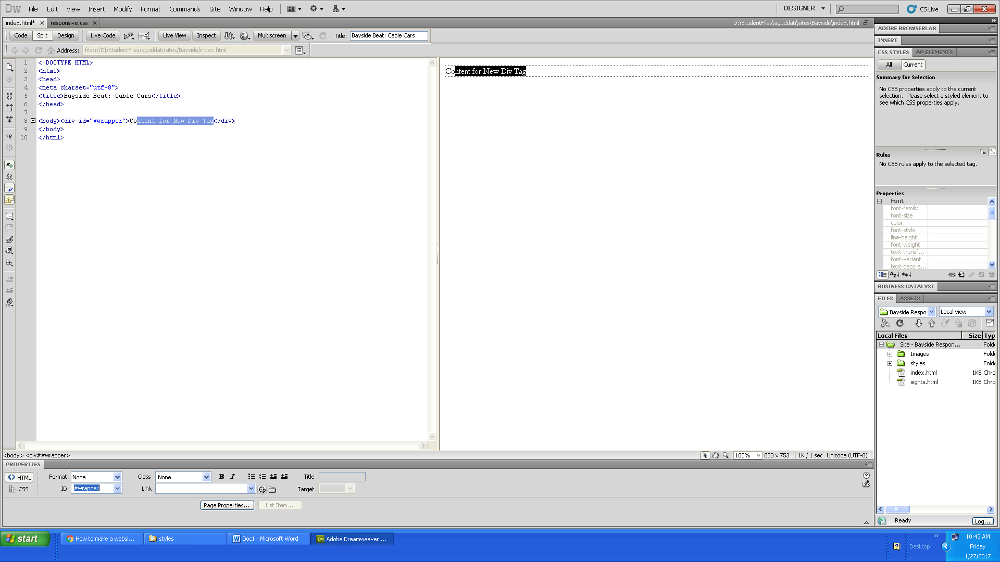 Dw File Edit View Insert Modify Format Commands Site Window Help DESIGNER CS Live
index.html* responsive.css D:\StudentFiles\aguddati\sites\Bayside\index.html
Code Split Design Live Code Live View Inspect Multiscreen Title: Bayside Beat: Cable Cars
Address: file:///D|/StudentFiles/aguddati/sites/Bayside/index.html
1 <!DOCTYPE HTML>
2 <html>
3 <head>
4 <meta charset="utf-8">
5 <title>Bayside Beat: Cable Cars</title>
6 </head>
7
8 <body><div id="#wrapper">Content for New Div Tag</div>
9 </body>
10 </html>
Content for New Div Tag
ADOBE BROWSERLAB
INSERT
CSS STYLES AP ELEMENTS
All Current
Summary for Selection
No CSS properties apply to the current
selection. Please select a styled element to
see which CSS properties apply.
Rules
No CSS rules apply to the selected tag.
Properties
Font
font-family
font-size
color
font-style
line-height
font-weight
text-transf...
font-variant
text-decora...
BUSINESS CATALYST
FILES ASSETS
Bayside Respo Local view
Local Files Size Typ
Site - Bayside Respon... Folde
Images Folde
styles Folde
index.html 1KB Chro
sights.html 1KB Chro
Ready Log...
<body> <div##wrapper> 100% 833 x 753 1K / 1 sec Unicode (UTF-8)
PROPERTIES
<> HTML Format None Class None B I Title
CSS ID #wrapper Link Target
Page Properties... List Item...
start How to make a websi... styles Doc1 - Microsoft Word Adobe Dreamweaver ... Desktop
10:43 AM
Friday
1/27/2017